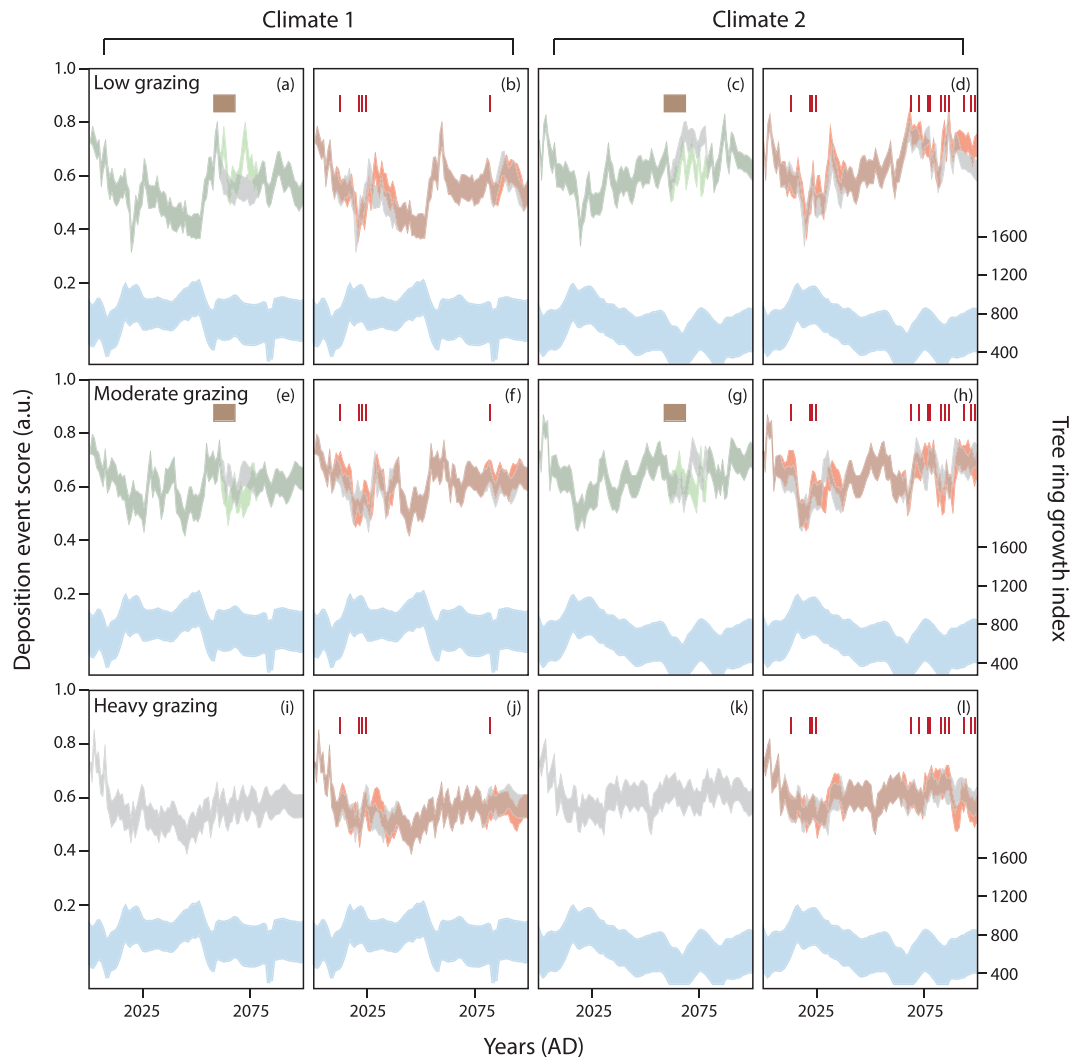 Climate 1
Climate 2
1.0
Low grazing
(a)
(b)
(c)
(d)
0.8
0.6
0.4
0.2
1600
1200
800
400
1.0
Moderate grazing
(e)
(f)
(g)
(h)
0.8
0.6
0.4
0.2
1600
1200
800
400
1.0
Heavy grazing
(i)
(j)
(k)
(l)
0.8
0.6
0.4
0.2
1600
1200
800
400
Deposition event score (a.u.)
Tree ring growth index
2025
2075
2025
2075
2025
2075
2025
2075
Years (AD)